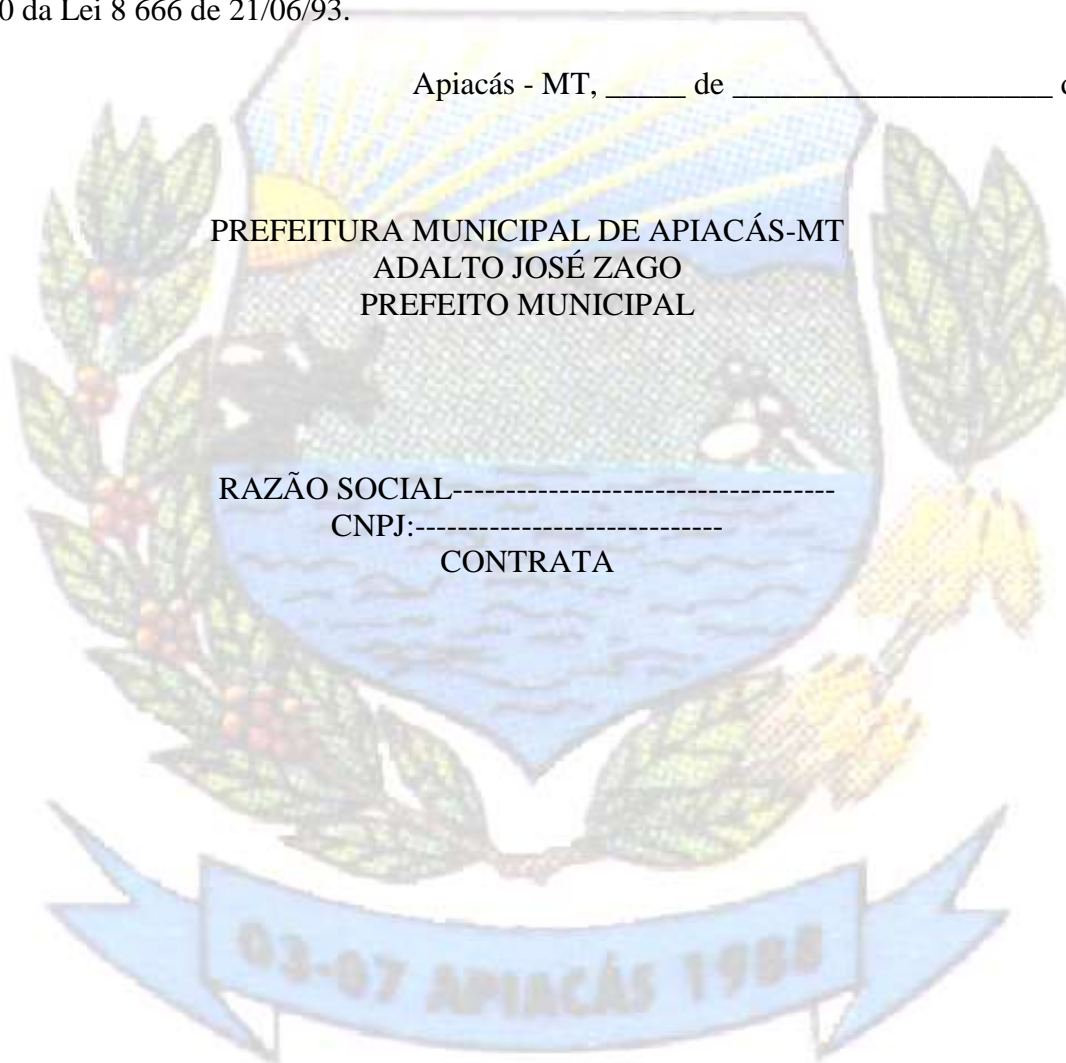 0 da Lei 8 666 de 21/06/93.
Apiacás - MT, _____ de ____________________
PREFEITURA MUNICIPAL DE APIACÁS-MT
ADALTO JOSÉ ZAGO
PREFEITO MUNICIPAL
RAZÃO SOCIAL------------------------------------
CNPJ:-----------------------------
CONTRATA
03-07 APIACÁS 1988